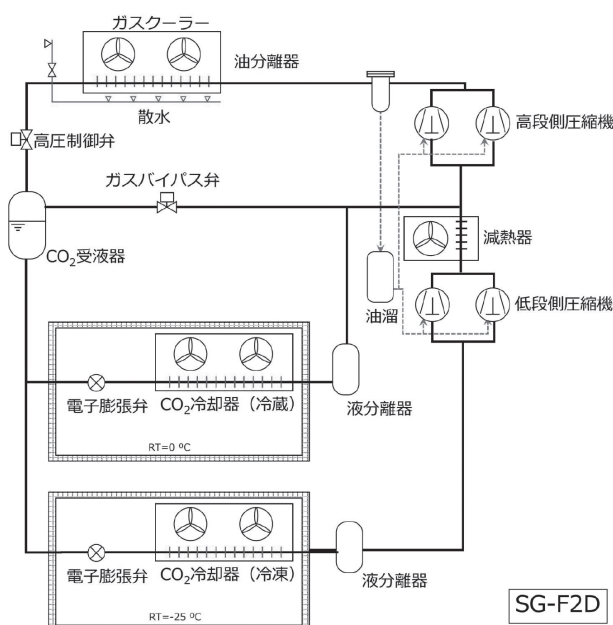 ガスクーラー
油分離器
散水
高段側圧縮機
高圧制御弁
ガスバイパス弁
減熱器
CO₂受液器
油溜
低段側圧縮機
電子膨張弁
CO₂冷却器(冷蔵)
液分離器
RT=0 ℃
電子膨張弁
CO₂冷却器(冷凍)
液分離器
RT=-25 ℃
SG-F2D